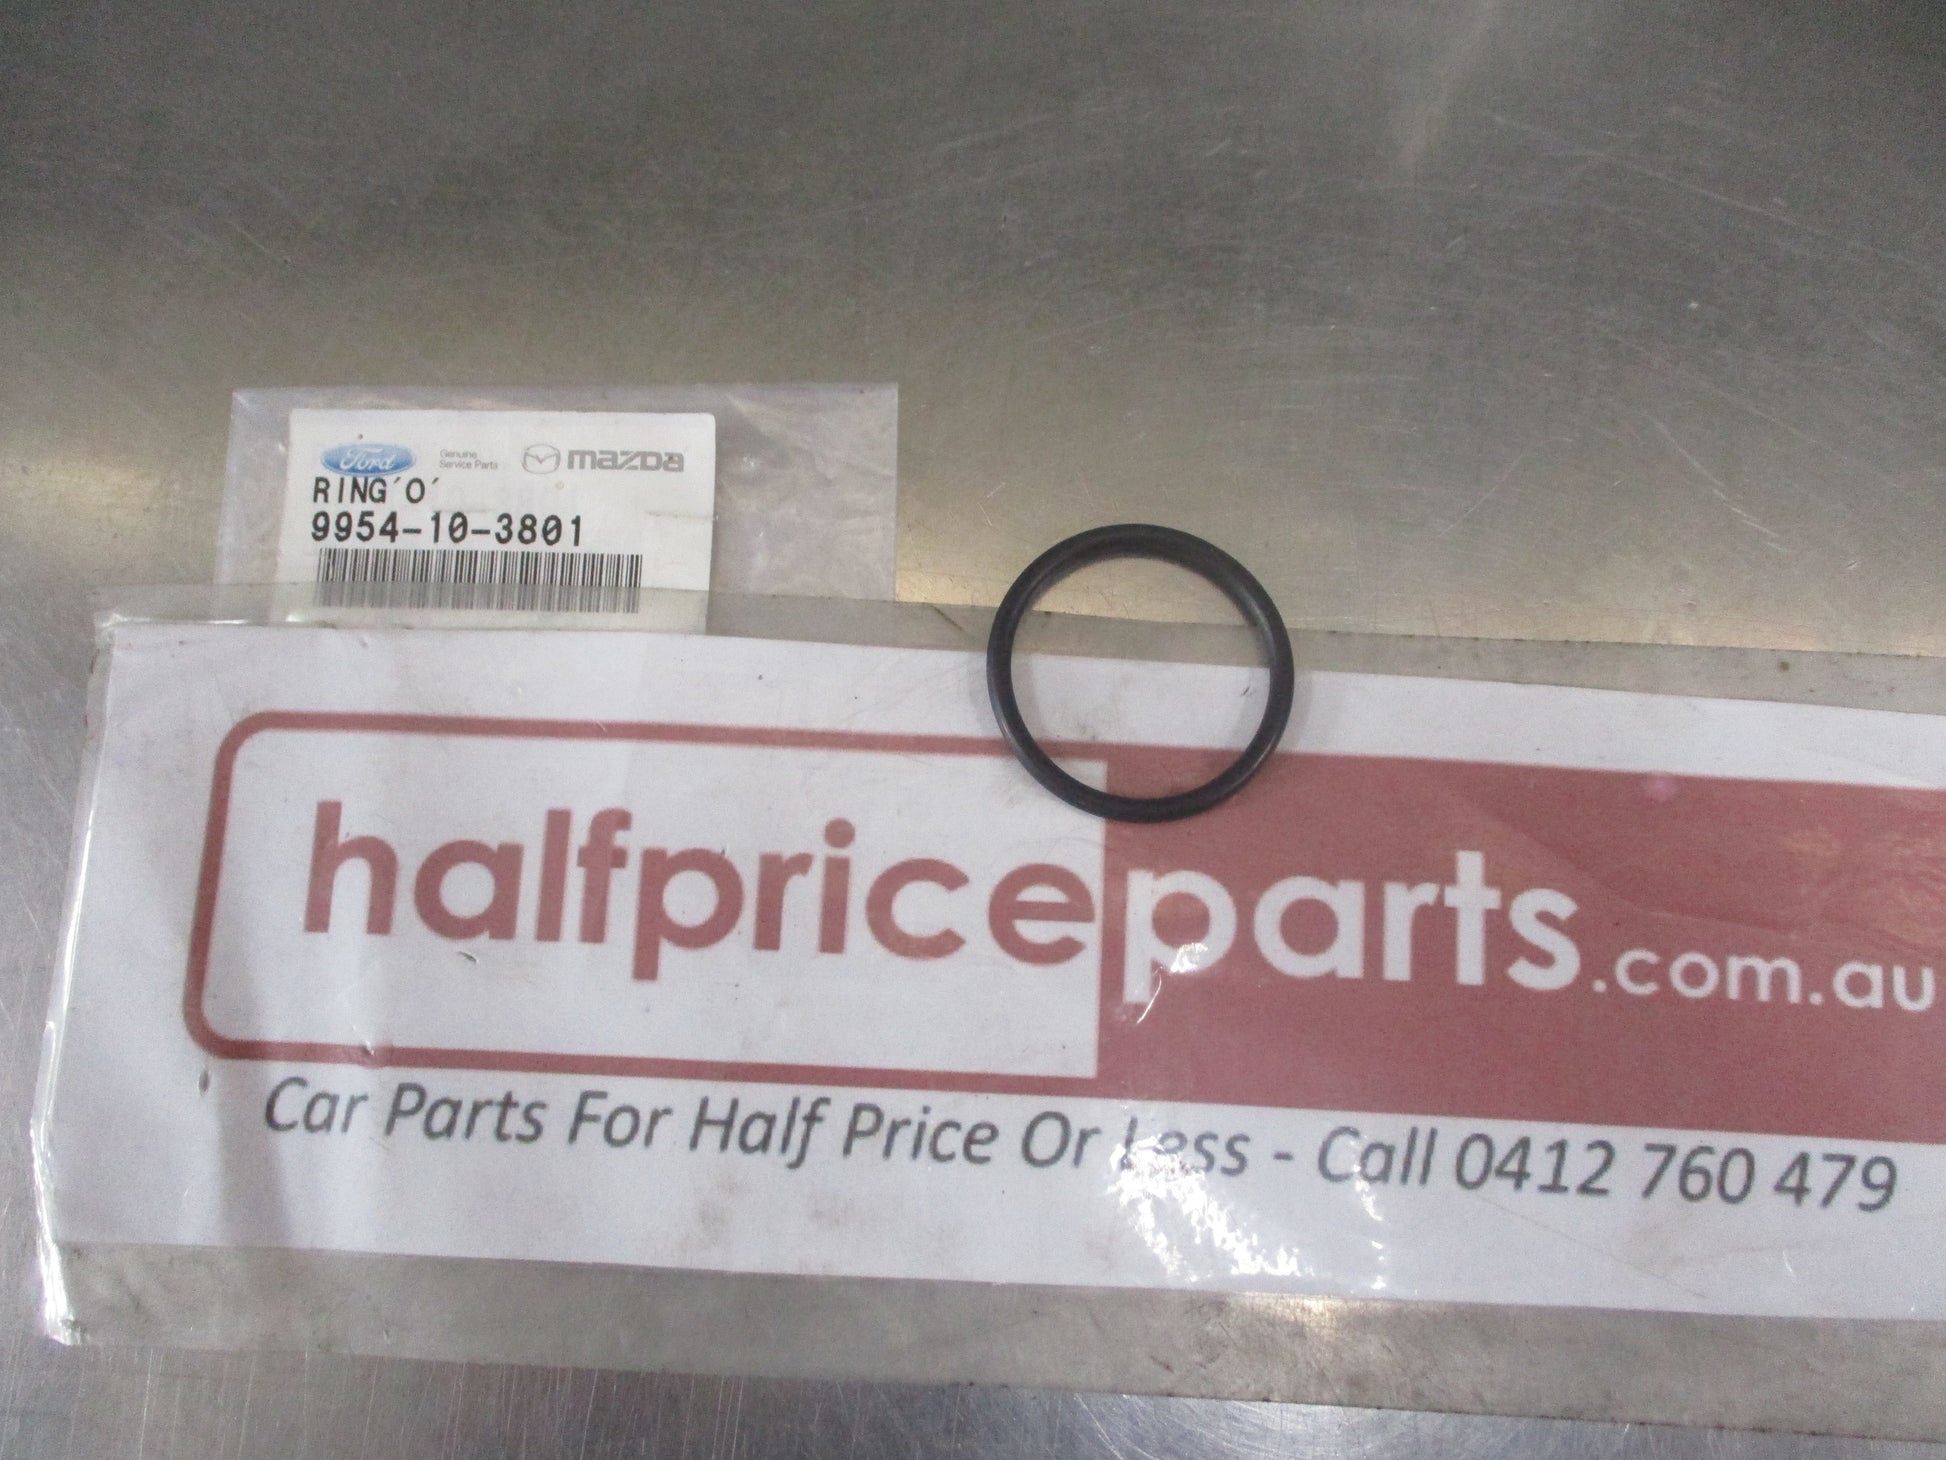 Ford Genuine Service Parts mazda
RING'O'
9954-10-3801
halfpriceparts.com.au
Car Parts For Half Price Or Less - Call 0412 760 479